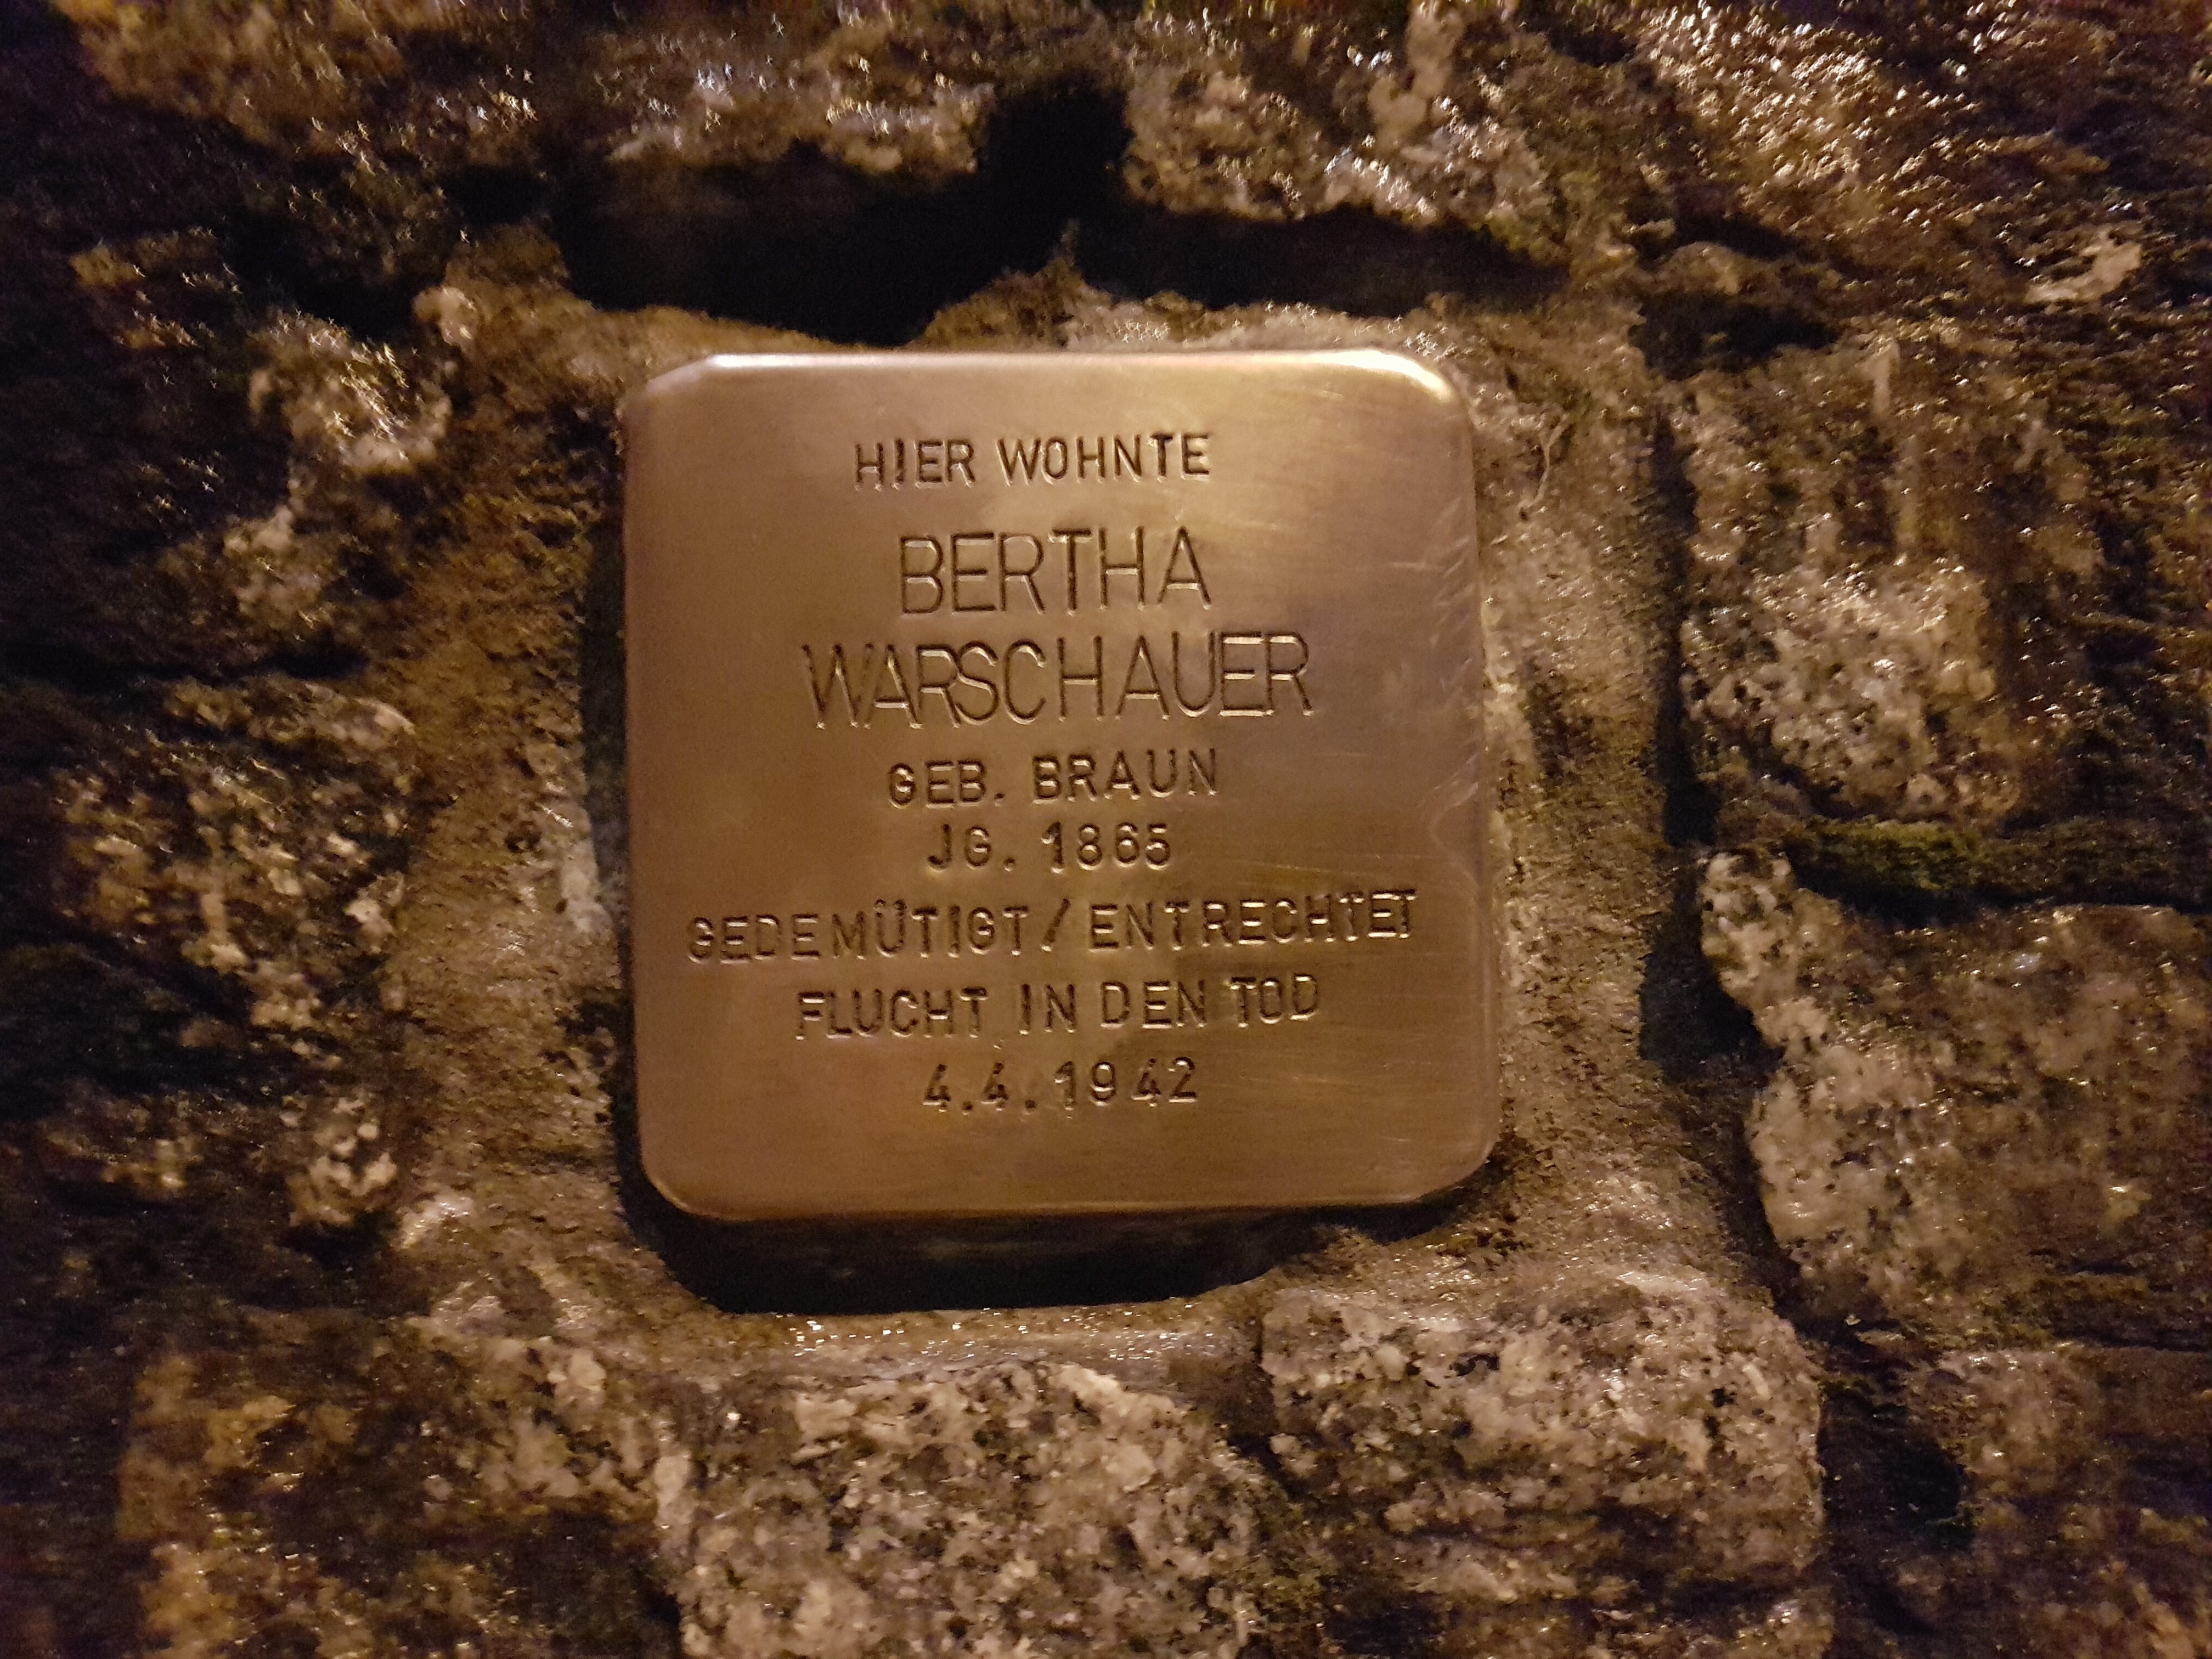 HIER WOHNTE
BERTHA
WARSCHAUER
GEB. BRAUN
JG. 1865
GEDEMÜTIGT / ENTRECHTET
FLUCHT IN DEN TOD
4.4.1942